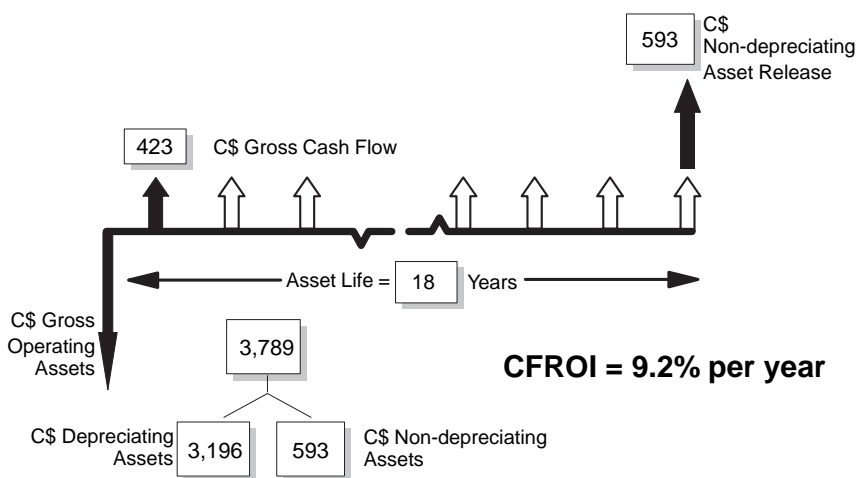 593
C$
Non-depreciating
Asset Release
423
C$ Gross Cash Flow
Asset Life = 18 Years
C$ Gross
Operating
Assets
3,789
CFROI = 9.2% per year
C$ Depreciating
Assets
3,196
593
C$ Non-depreciating
Assets